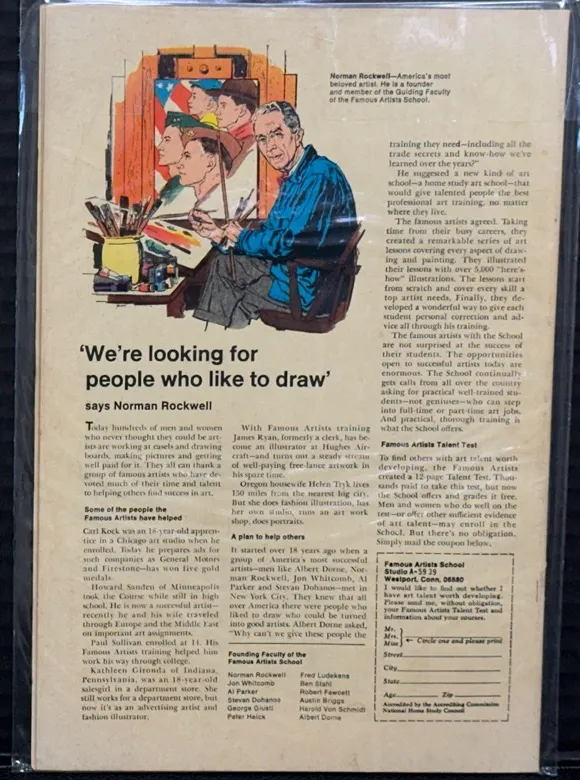 Norman Rockwell—America's most
beloved artist. He is a founder
and member of the Guiding Faculty
of the Famous Artists School.
'We're looking for
people who like to draw'
says Norman Rockwell
Today hundreds of men and women
who never thought they could be art-
ists are working at easels and drawing
boards, making pictures and getting
well paid for it. They all can thank a
group of famous artists who have de-
voted much of their time and talent
to helping others find success in art.
Some of the people the
Famous Artists have helped
Carl Kock was an 18-year-old appren-
tice in a Chicago art studio when he
enrolled. Today he prepares ads for
such companies as General Motors
and Firestone—has won five gold
medals.
Howard Sanden of Minneapolis
took the Course while still in high
school. He is now a successful artist—
recently he and his wife traveled
through Europe and the Middle East
on important art assignments.
Paul Sullivan enrolled at 14. His
Famous Artists training helped him
work his way through college.
Kathleen Gironda of Indiana,
Pennsylvania, was an 18-year-old
salesgirl in a department store. She
still works for a department store, but
now it's as an advertising artist and
fashion illustrator.
With Famous Artists training
James Ryan, formerly a clerk, has be-
come an illustrator at Hughes Air-
craft—and turns out a steady stream
of well-paying free-lance artwork in
his spare time.
Oregon housewife Helen Tryk lives
150 miles from the nearest big city.
But she does fashion illustration, has
her own studio, runs an art work
shop, does portraits.
A plan to help others
It started over 18 years ago when a
group of America's most successful
artists—men like Albert Dorne, Nor-
man Rockwell, Jon Whitcomb, Al
Parker and Stevan Dohanos—met in
New York City. They knew that all
over America there were people who
liked to draw who could be turned
into good artists. Albert Dorne asked,
"Why can't we give these people the
Founding Faculty of the
Famous Artists School
Norman Rockwell
Jon Whitcomb
Al Parker
Stevan Dohanos
George Giusti
Peter Helck
Fred Ludekens
Ben Stahl
Robert Fawcett
Austin Briggs
Harold Von Schmidt
Albert Dorne
training they need—including all the
trade secrets and know-how we've
learned over the years?"
He suggested a new kind of art
school—a home study art school—that
would give talented people the best
professional art training, no matter
where they live.
The famous artists agreed. Taking
time from their busy careers, they
created a remarkable series of art
lessons covering every aspect of draw-
ing and painting. They illustrated
their lessons with over 5,000 "here's-
how" illustrations. The lessons start
from scratch and cover every skill a
top artist needs. Finally, they de-
veloped a wonderful way to give each
student personal correction and ad-
vice all through his training.
The famous artists with the School
are not surprised at the success of
their students. The opportunities
open to successful artists today are
enormous. The School continually
gets calls from all over the country
asking for practical well-trained stu-
dents—not geniuses—who can step
into full-time or part-time art jobs.
And practical, thorough training is
what the School offers.
Famous Artists Talent Test
To find others with art talent worth
developing, the Famous Artists
created a 12-page Talent Test. Thou-
sands paid to take this test, but now
the School offers and grades it free.
Men and women who do well on the
test—or offer other sufficient evidence
of art talent—may enroll in the
School. But there's no obligation.
Simply mail the coupon below.
Famous Artists School
Studio A-5939
Westport, Conn. 06880
I would like to find out whether I
have art talent worth developing.
Please send me, without obligation,
your Famous Artists Talent Test and
information about your courses.
Mr.
Mrs. ← Circle one and please print
Miss
Street
City
State
Age Zip
Accredited by the Accrediting Commission
National Home Study Council